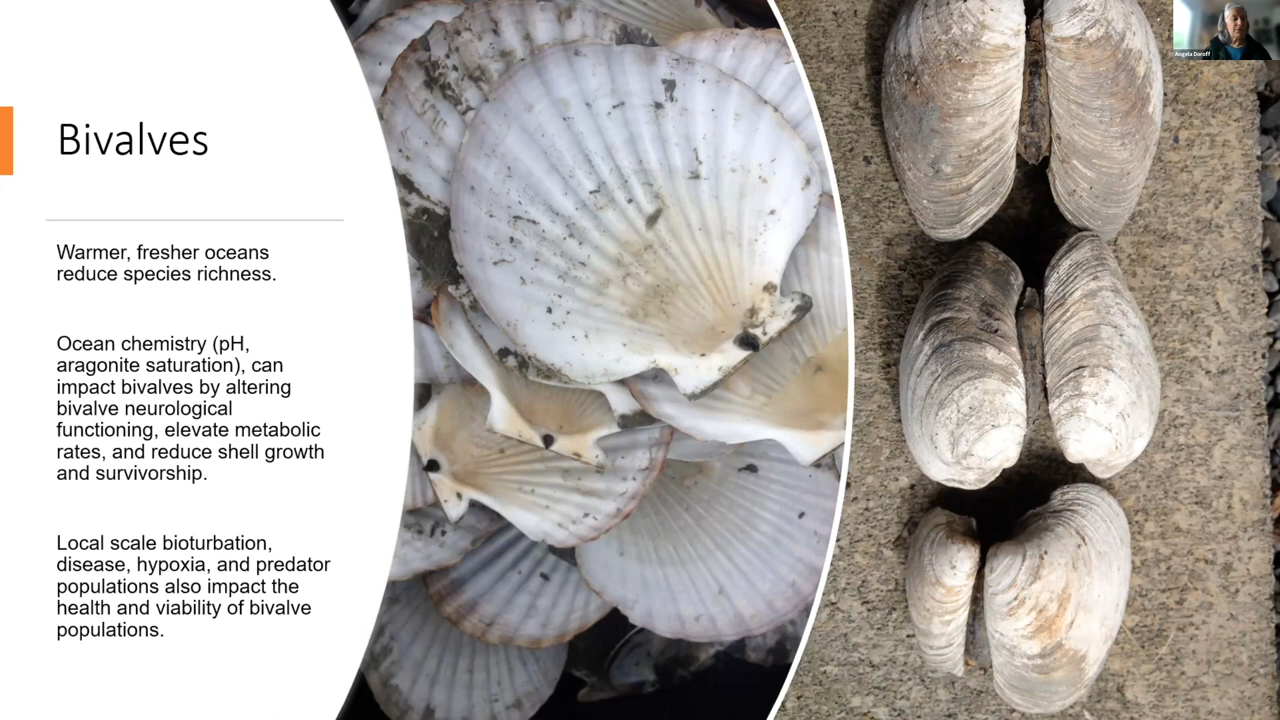 Bivalves
Warmer, fresher oceans
reduce species richness.
Ocean chemistry (pH,
aragonite saturation), can
impact bivalves by altering
bivalve neurological
functioning, elevate metabolic
rates, and reduce shell growth
and survivorship.
Local scale bioturbation,
disease, hypoxia, and predator
populations also impact the
health and viability of bivalve
populations.
Angela Doroff